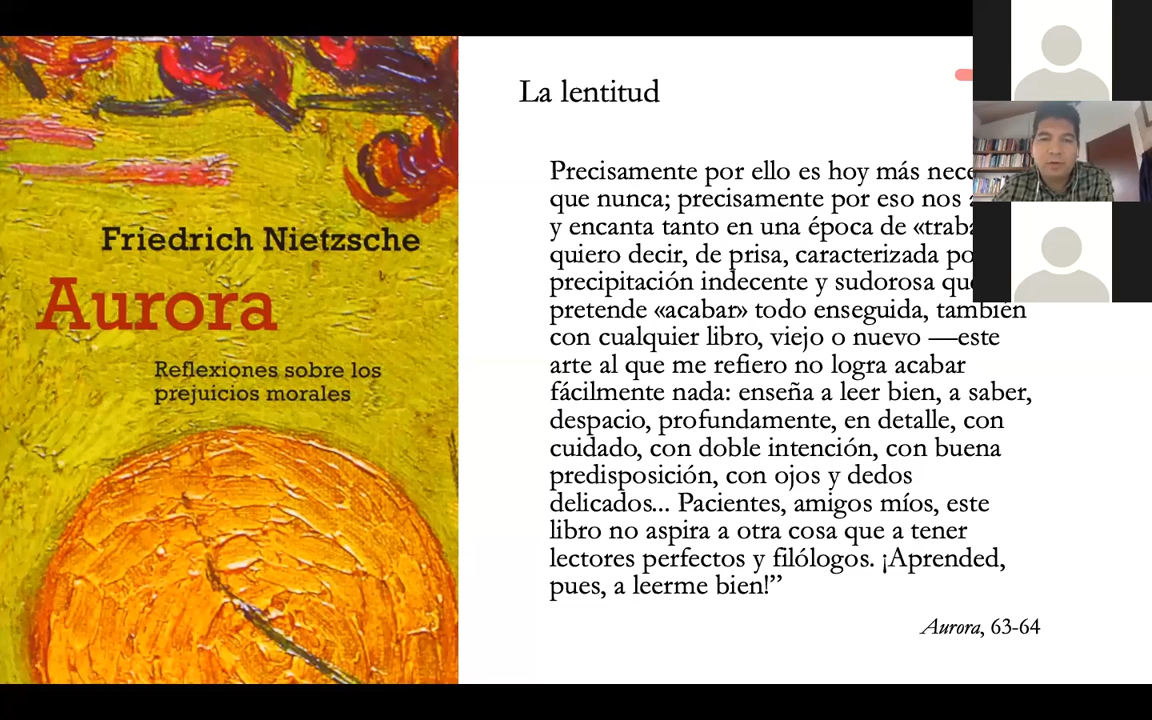 Friedrich Nietzsche
Aurora
Reflexiones sobre los
prejuicios morales
La lentitud
Precisamente por ello es hoy más
que nunca; precisamente por eso nos
y encanta tanto en una época de
quiero decir, de prisa, caracterizada
precipitación indecente y sudorosa
pretende «acabar» todo enseguida, también
con cualquier libro, viejo o nuevo —este
arte al que me refiero no logra acabar
fácilmente nada: enseña a leer bien, a saber,
despacio, profundamente, en detalle, con
cuidado, con doble intención, con buena
predisposición, con ojos y dedos
delicados... Pacientes, amigos míos, este
libro no aspira a otra cosa que a tener
lectores perfectos y filólogos. ¡Aprended,
pues, a leerme bien!”
Aurora, 63-64